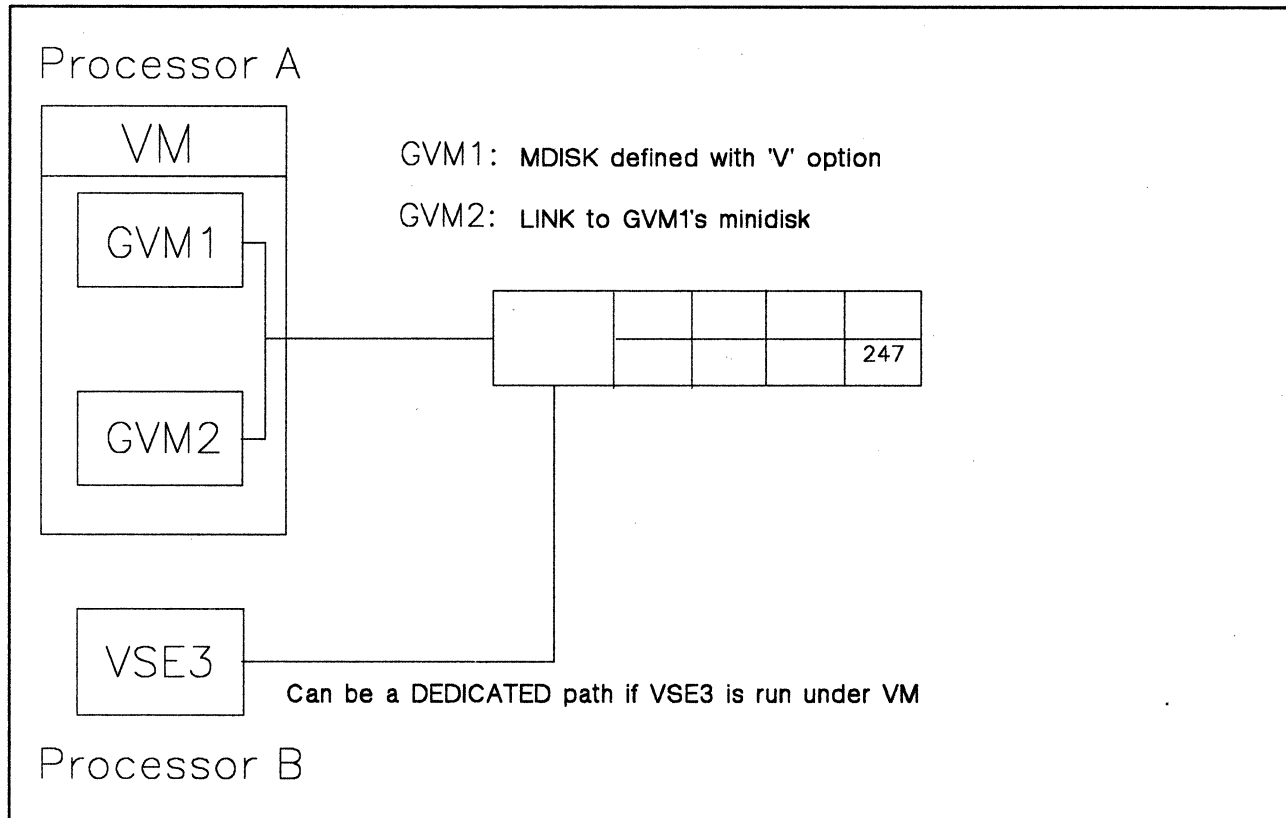 Processor A
VM
GVM1: MDISK defined with 'V' option
GVM1
GVM2: LINK to GVM1's minidisk
247
GVM2
VSE3
Can be a DEDICATED path if VSE3 is run under VM
Processor B